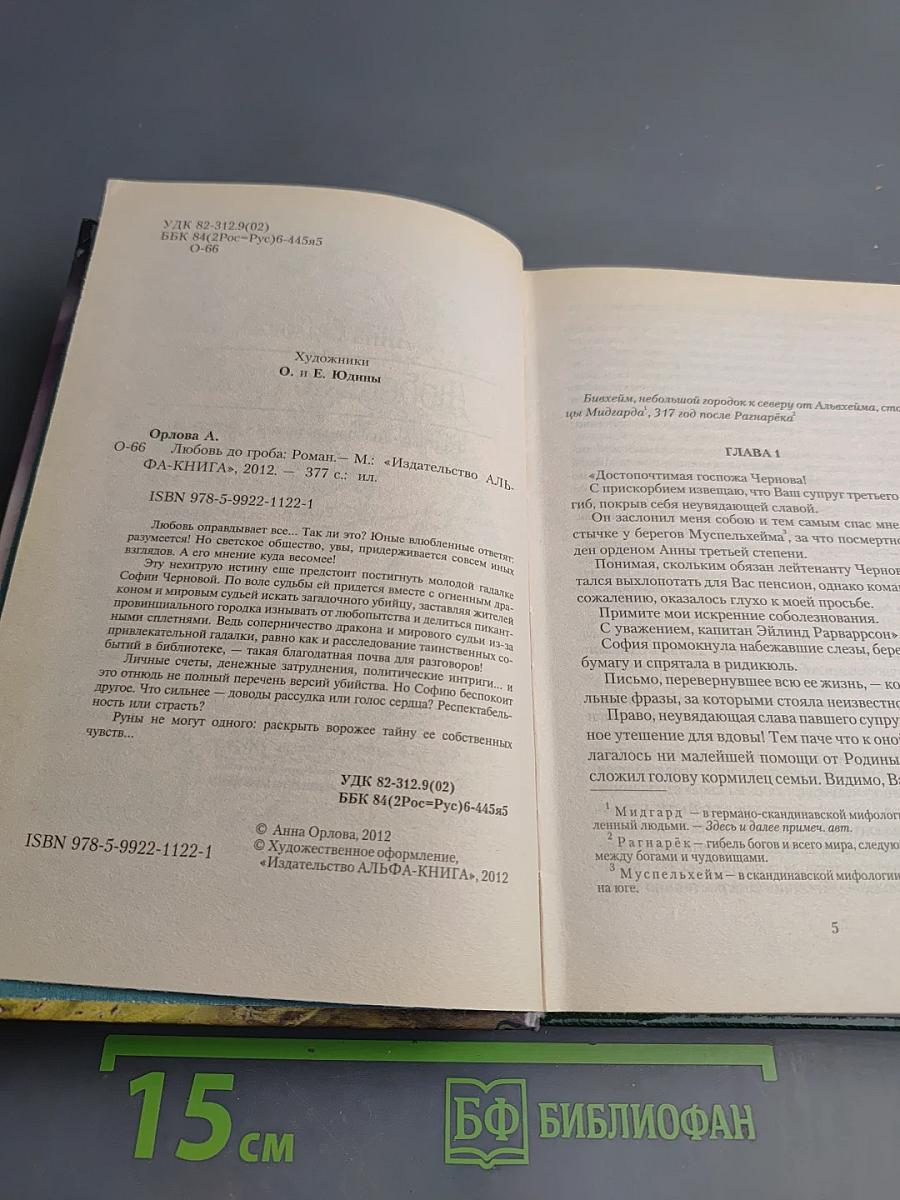 УДК 82-312.9(02)
ББК 84(2Рос=Рус)6-445я5
О-66
Художники
О. и Е. Юдины
Орлова А.
О-66 Любовь до гроба: Роман.— М.: «Издательство АЛЬ-
ФА-КНИГА», 2012. — 377 с.: ил.
ISBN 978-5-9922-1122-1
Любовь оправдывает все... Так ли это? Юные влюбленные ответят:
разумеется! Но светское общество, увы, придерживается совсем иных
взглядов. А его мнение куда весомее!
Эту нехитрую истину еще предстоит постигнуть молодой гадалке
Софии Черновой. По воле судьбы ей придется вместе с огненным дра-
коном и мировым судьей искать загадочного убийцу, заставляя жителей
провинциального городка изнывать от любопытства и делиться пикант-
ными сплетнями. Ведь соперничество дракона и мирового судьи из-за
привлекательной гадалки, равно как и расследование таинственных со-
бытий в библиотеке, — такая благодатная почва для разговоров!
Личные счеты, денежные затруднения, политические интриги... и
это отнюдь не полный перечень версий убийства. Но Софию беспокоит
другое. Что сильнее — доводы рассудка или голос сердца? Респектабель-
ность или страсть?
Руны не могут одного: раскрыть ворожее тайну ее собственных
чувств...
УДК 82-312.9(02)
ББК 84(2Рос=Рус)6-445я5
© Анна Орлова, 2012
© Художественное оформление,
«Издательство АЛЬФА-КНИГА», 2012
ISBN 978-5-9922-1122-1
Бивхейм, небольшой городок к северу от Альвхейма, сто
цы Мидгарда¹, 317 год после Рагнарёка²
ГЛАВА 1
«Достопочтимая госпожа Чернова!
С прискорбием извещаю, что Ваш супруг третьего
гиб, покрыв себя неувядающей славой.
Он заслонил меня собою и тем самым спас мне
стычке у берегов Муспельхейма³, за что посмертно
ден орденом Анны третьей степени.
Понимая, скольким обязан лейтенанту Чернов
тался выхлопотать для Вас пенсион, однако кома
сожалению, оказалось глухо к моей просьбе.
Примите мои искренние соболезнования.
С уважением, капитан Эйлинд Рарваррсон»
София промокнула набежавшие слезы, бере
бумагу и спрятала в ридикюль.
Письмо, перевернувшее всю ее жизнь, — ко
льные фразы, за которыми стояла неизвестно
Право, неувядающая слава павшего супру
ное утешение для вдовы! Тем паче что к оной
лагалось ни малейшей помощи от Родины,
сложил голову кормилец семьи. Видимо, Ва
¹ Мидгард — в германо-скандинавской мифолог
ленный людьми. — Здесь и далее примеч. авт.
² Рагнарёк — гибель богов и всего мира, следую
между богами и чудовищами.
³ Муспельхейм — в скандинавской мифологии
на юге.
5
15 см
БФ БИБЛИОФАН